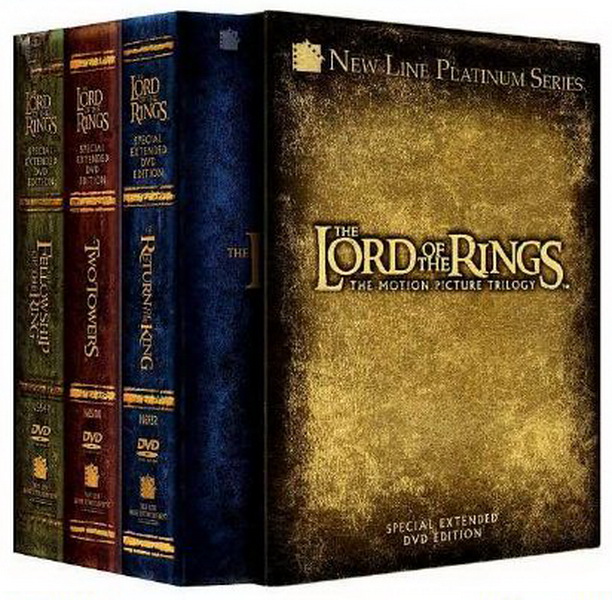 THE
LORD
OF THE
RINGS
SPECIAL
EXTENDED
DVD
EDITION
FELLOWSHIP
OF THE RING
DVD
THE
LORD
OF THE
RINGS
SPECIAL
EXTENDED
DVD
EDITION
TWO TOWERS
DVD
THE
LORD
OF THE
RINGS
SPECIAL
EXTENDED
DVD
EDITION
THE
RETURN OF THE KING
DVD
THE L
NEW LINE PLATINUM SERIES
THE
LORD OF THE RINGS
THE MOTION PICTURE TRILOGY
SPECIAL EXTENDED
DVD EDITION